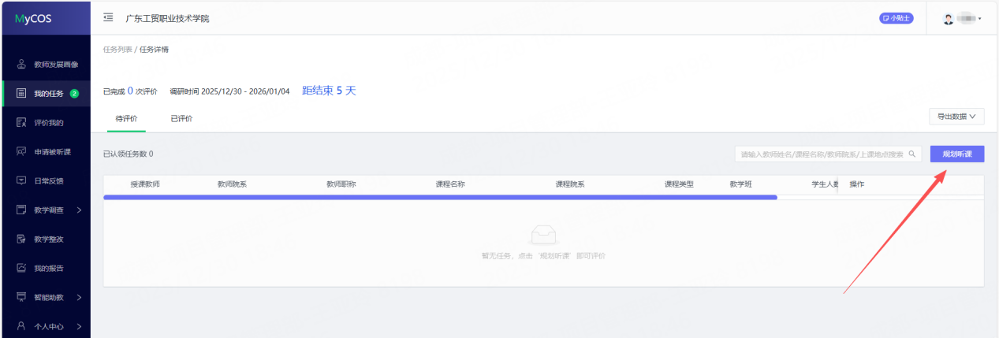 MyCOS
广东工贸职业技术学院
小贴士
任务列表 / 任务详情
教师发展画像
我的任务 2
评价我的
申请被听课
日常反馈
教学调查
教学整改
我的报告
智能助教
个人中心
已完成 0 次评价 调研时间 2025/12/30 - 2026/01/04 距结束 5 天
待评价 已评价
导出数据
已认领任务数 0
请输入教师姓名/课程名称/教师院系/上课地点搜索
规划听课
授课教师 教师院系 教师职称 课程名称 课程院系 课程类型 教学班 学生人数 操作
暂无任务，点击‘规划听课’即可评价